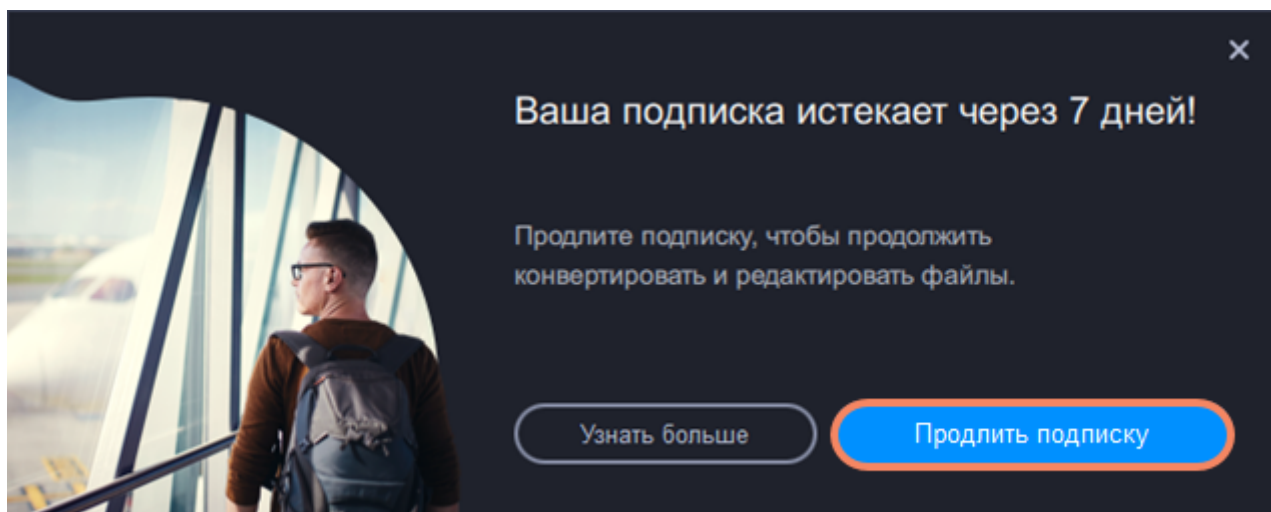 Ваша подписка истекает через 7 дней!
Продлите подписку, чтобы продолжить
конвертировать и редактировать файлы.
Узнать больше
Продлить подписку